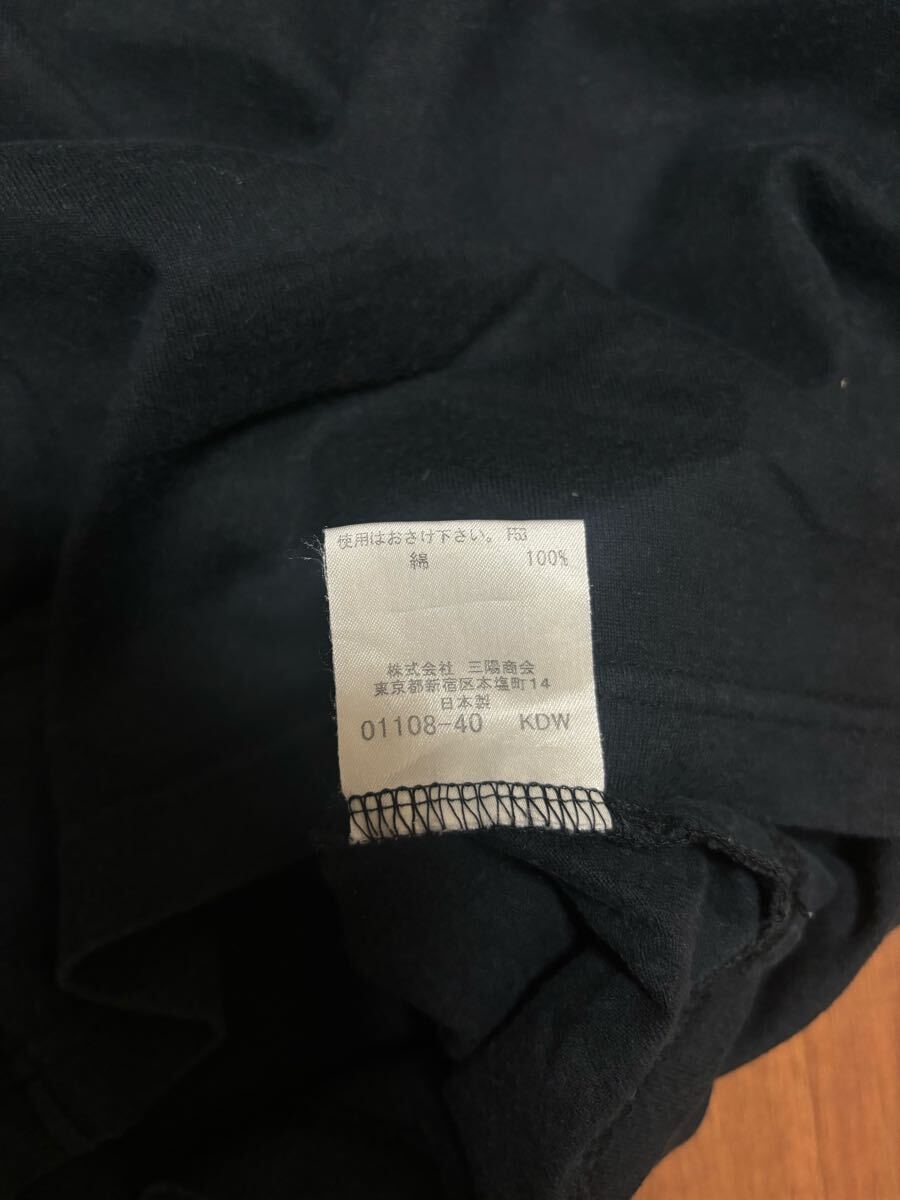 使用はおさけ下さい。 F53
綿 100%
株式会社 三陽商会
東京都新宿区本塩町14
日本製
01108-40 KDW